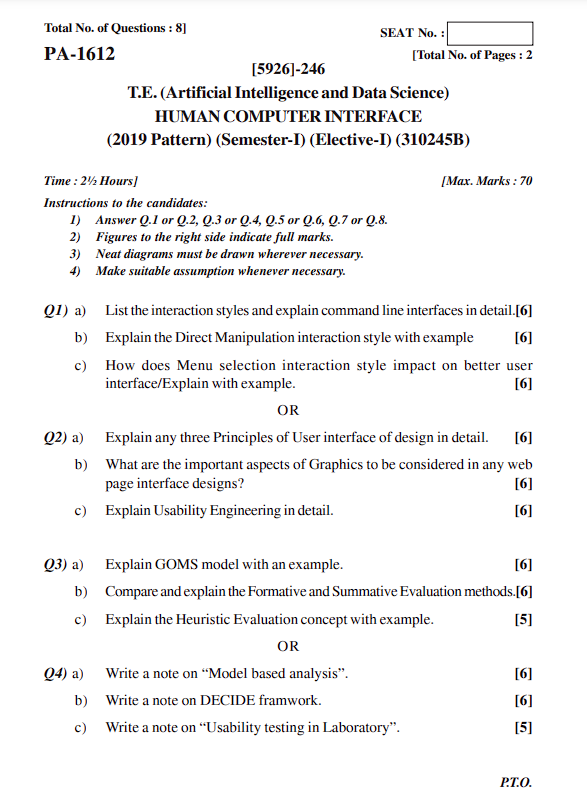 Total No. of Questions : 8]
SEAT No. :
PA-1612
[Total No. of Pages : 2
[5926]-246
T.E. (Artificial Intelligence and Data Science)
HUMAN COMPUTER INTERFACE
(2019 Pattern) (Semester-I) (Elective-I) (310245B)
Time : 2½ Hours]
[Max. Marks : 70
Instructions to the candidates:
1) Answer Q.1 or Q.2, Q.3 or Q.4, Q.5 or Q.6, Q.7 or Q.8.
2) Figures to the right side indicate full marks.
3) Neat diagrams must be drawn wherever necessary.
4) Make suitable assumption whenever necessary.
Q1) a) List the interaction styles and explain command line interfaces in detail.[6]
b) Explain the Direct Manipulation interaction style with example [6]
c) How does Menu selection interaction style impact on better user
interface/Explain with example. [6]
OR
Q2) a) Explain any three Principles of User interface of design in detail. [6]
b) What are the important aspects of Graphics to be considered in any web
page interface designs? [6]
c) Explain Usability Engineering in detail. [6]
Q3) a) Explain GOMS model with an example. [6]
b) Compare and explain the Formative and Summative Evaluation methods.[6]
c) Explain the Heuristic Evaluation concept with example. [5]
OR
Q4) a) Write a note on “Model based analysis”. [6]
b) Write a note on DECIDE framwork. [6]
c) Write a note on “Usability testing in Laboratory”. [5]
P.T.O.